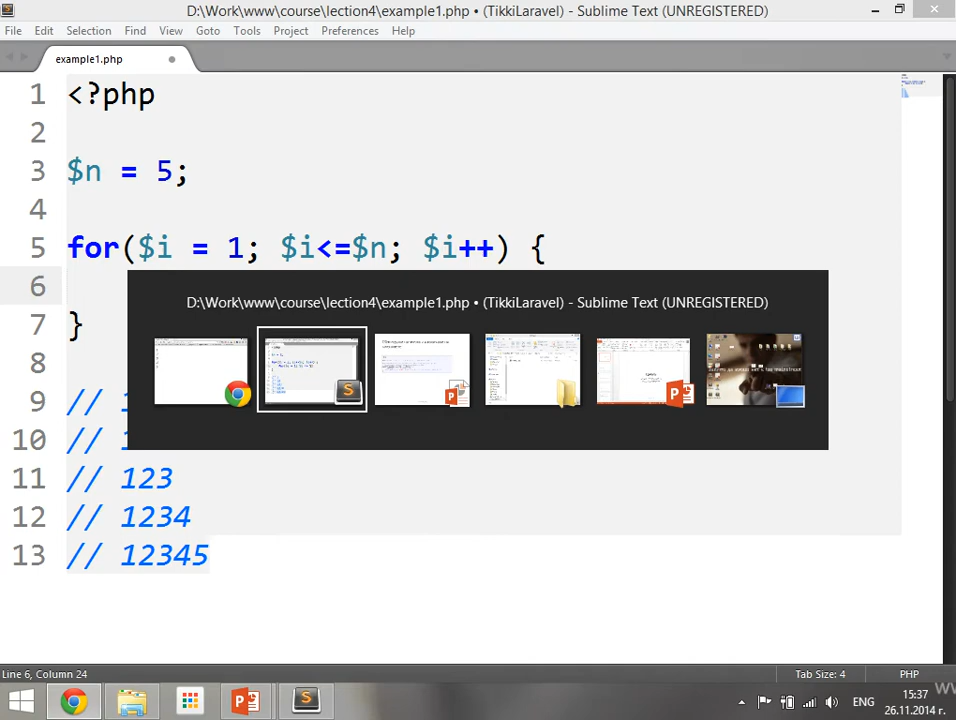 D:\Work\www\course\lection4\example1.php • (TikkiLaravel) - Sublime Text (UNREGISTERED)
File Edit Selection Find View Goto Tools Project Preferences Help
example1.php
1 <?php
2
3 $n = 5;
4
5 for($i = 1; $i<=$n; $i++) {
6
D:\Work\www\course\lection4\example1.php • (TikkiLaravel) - Sublime Text (UNREGISTERED)
7 }
8
9 //
10 //
11 // 123
12 // 1234
13 // 12345
Line 6, Column 24 Tab Size: 4 PHP
ЕНГ 15:37
26.11.2014 г.